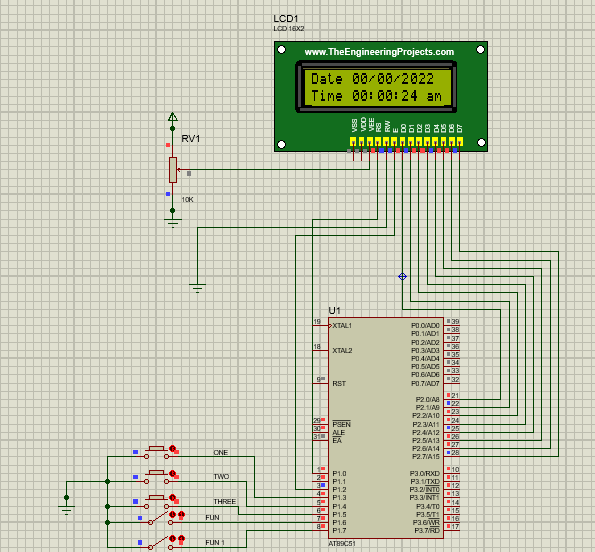 LCD1
LCD 16X2
www.TheEngineeringProjects.com
Date 00/00/2022
Time 00:00:24 am
VSS
VDD
VEE
RS
RW
E
D0
D1
D2
D3
D4
D5
D6
D7
RV1
10K
U1
19
XTAL1
18
XTAL2
9
RST
29
PSEN
30
ALE
31
EA
1
P1.0
2
P1.1
3
P1.2
4
P1.3
5
P1.4
6
P1.5
7
P1.6
8
P1.7
P0.0/AD0
39
P0.1/AD1
38
P0.2/AD2
37
P0.3/AD3
36
P0.4/AD4
35
P0.5/AD5
34
P0.6/AD6
33
P0.7/AD7
32
P2.0/A8
21
P2.1/A9
22
P2.2/A10
23
P2.3/A11
24
P2.4/A12
25
P2.5/A13
26
P2.6/A14
27
P2.7/A15
28
P3.0/RXD
10
P3.1/TXD
11
P3.2/INT0
12
P3.3/INT1
13
P3.4/T0
14
P3.5/T1
15
P3.6/WR
16
P3.7/RD
17
AT89C51
ONE
TWO
THREE
FUN
FUN 1